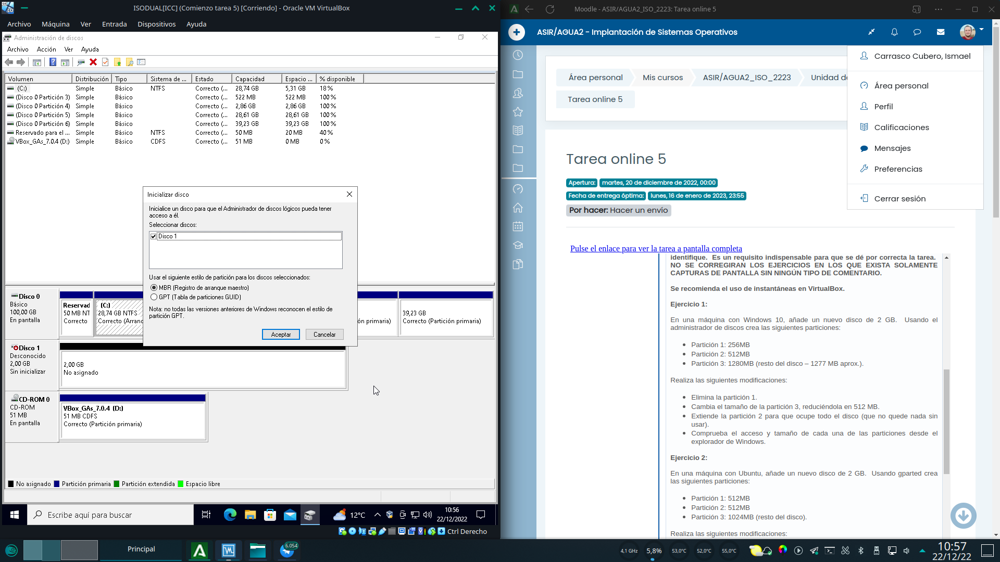 ISODUAL[ICC] (Comienzo tarea 5) [Corriendo] - Oracle VM VirtualBox
Archivo Máquina Ver Entrada Dispositivos Ayuda
Administración de discos
Archivo Acción Ver Ayuda
Volumen Distribución Tipo Sistema de ... Estado Capacidad Espacio ... % disponible
(C:) Simple Básico NTFS Correcto (... 28,74 GB 5,31 GB 18 %
(Disco 0 Partición 3) Simple Básico Correcto (... 522 MB 522 MB 100 %
(Disco 0 Partición 4) Simple Básico Correcto (... 2,86 GB 2,86 GB 100 %
(Disco 0 Partición 5) Simple Básico Correcto (... 28,61 GB 28,61 GB 100 %
(Disco 0 Partición 6) Simple Básico Correcto (... 39,23 GB 39,23 GB 100 %
Reservado para el ... Simple Básico NTFS Correcto (... 50 MB 20 MB 40 %
VBox_GAs_7.0.4 (D:) Simple Básico CDFS Correcto (... 51 MB 0 MB 0 %
Inicializar disco
Inicialice un disco para que el Administrador de discos lógicos pueda tener
acceso a él.
Seleccionar discos:
Disco 1
Usar el siguiente estilo de partición para los discos seleccionados:
MBR (Registro de arranque maestro)
GPT (Tabla de particiones GUID)
Nota: no todas las versiones anteriores de Windows reconocen el estilo de
partición GPT.
Aceptar Cancelar
Disco 0
Básico
100,00 GB
En pantalla
Reservad
50 MB NT
Correcto
(C:)
28,74 GB NTFS
Correcto (Arranc
ón primaria)
39,23 GB
Correcto (Partición primaria)
Disco 1
Desconocido
2,00 GB
Sin inicializar
2,00 GB
No asignado
CD-ROM 0
CD-ROM
51 MB
En pantalla
VBox_GAs_7.0.4 (D:)
51 MB CDFS
Correcto (Partición primaria)
No asignado Partición primaria Partición extendida Espacio libre
Escribe aquí para buscar
12°C
10:56
22/12/2022
Ctrl Derecho
Moodle - ASIR/AGUA2_ISO_2223: Tarea online 5
ASIR/AGUA2 - Implantación de Sistemas Operativos
Área personal Mis cursos ASIR/AGUA2_ISO_2223 Unidad de
Tarea online 5
Carrasco Cubero, Ismael
Área personal
Perfil
Calificaciones
Mensajes
Preferencias
Cerrar sesión
Tarea online 5
Apertura: martes, 20 de diciembre de 2022, 00:00
Fecha de entrega óptima: lunes, 16 de enero de 2023, 23:55
Por hacer: Hacer un envío
Pulse el enlace para ver la tarea a pantalla completa
identifique. Es un requisito indispensable para que se dé por correcta la tarea.
NO SE CORREGIRAN LOS EJERCICIOS EN LOS QUE EXISTA SOLAMENTE
CAPTURAS DE PANTALLA SIN NINGÚN TIPO DE COMENTARIO.
Se recomienda el uso de instantáneas en VirtualBox.
Ejercicio 1:
En una máquina con Windows 10, añade un nuevo disco de 2 GB. Usando el
administrador de discos crea las siguientes particiones:
Partición 1: 256MB
Partición 2: 512MB
Partición 3: 1280MB (resto del disco – 1277 MB aprox.).
Realiza las siguientes modificaciones:
Elimina la partición 1.
Cambia el tamaño de la partición 3, reduciéndola en 512 MB.
Extiende la partición 2 para que ocupe todo el disco (que no quede nada sin
usar).
Comprueba el acceso y tamaño de cada una de las particiones desde el
explorador de Windows.
Ejercicio 2:
En una máquina con Ubuntu, añade un nuevo disco de 2 GB. Usando gparted crea
las siguientes particiones:
Partición 1: 512MB
Partición 2: 512MB
Partición 3: 1024MB (resto del disco).
Realiza las siguientes modificaciones:
Principal
6.054
4,1 GHz 5,8% 53,0°C 52,0°C 55,0°C
10:57
22/12/22